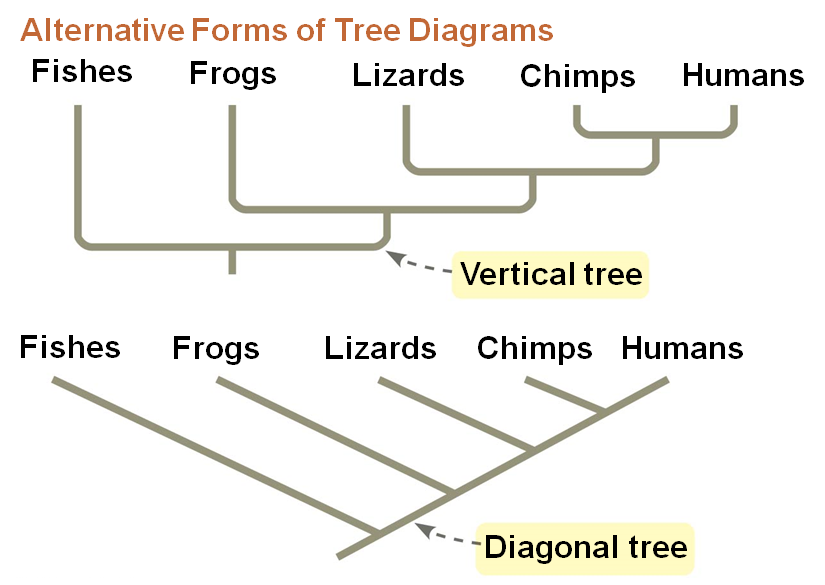 Alternative Forms of Tree Diagrams
Fishes Frogs Lizards Chimps Humans
Vertical tree
Fishes Frogs Lizards Chimps Humans
Diagonal tree